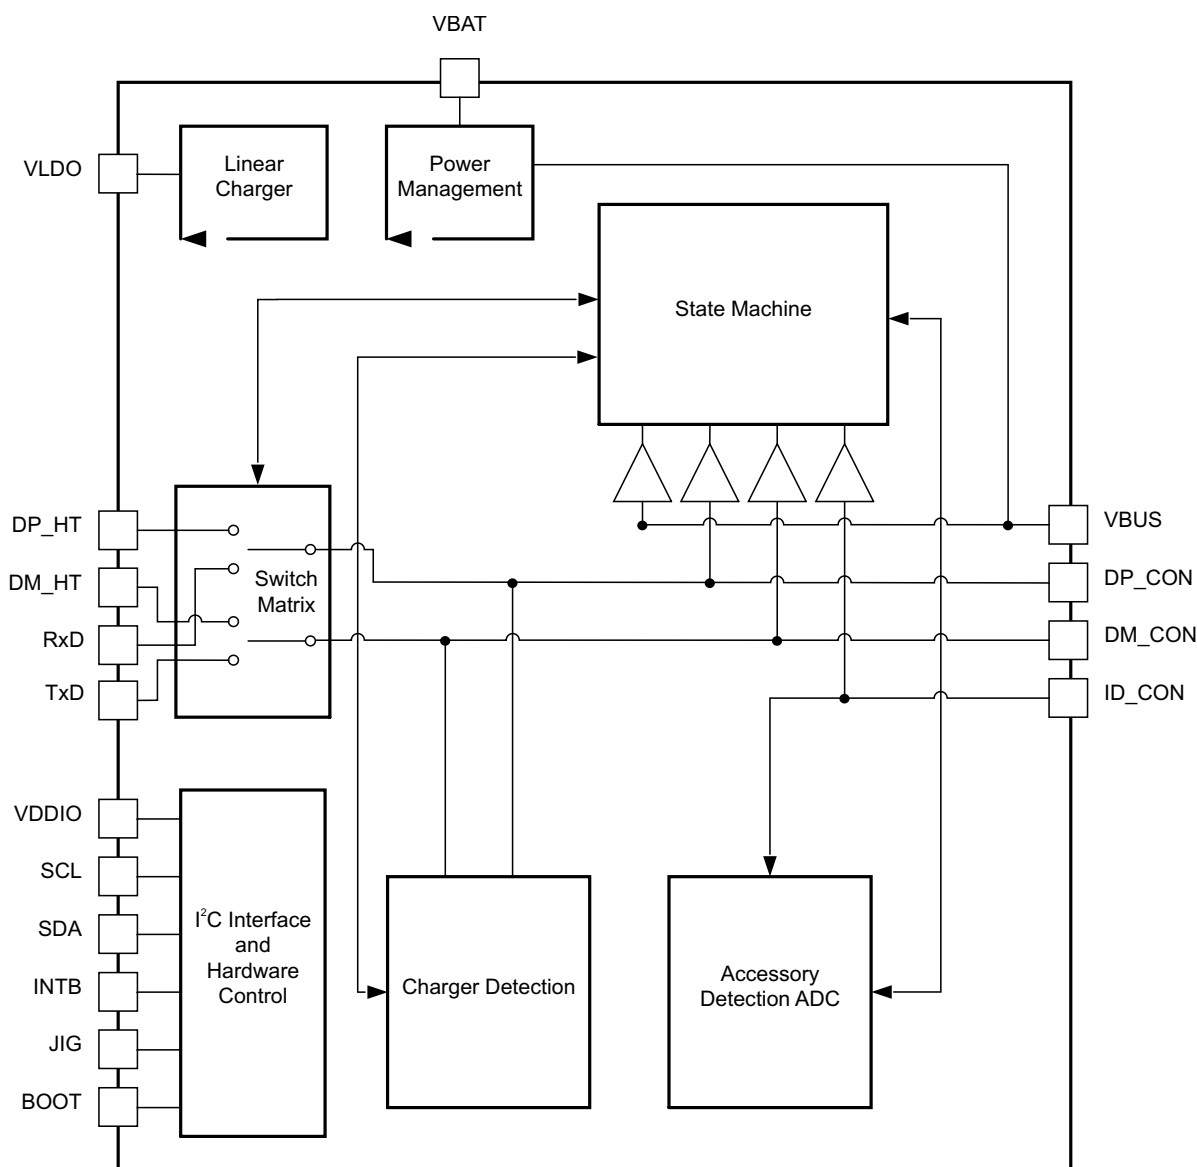 VBAT
VLDO
Linear
Charger
Power
Management
State Machine
DP_HT
DM_HT
RxD
TxD
Switch
Matrix
VBUS
DP_CON
DM_CON
ID_CON
VDDIO
SCL
SDA
INTB
JIG
BOOT
I²C Interface
and
Hardware
Control
Charger Detection
Accessory
Detection ADC